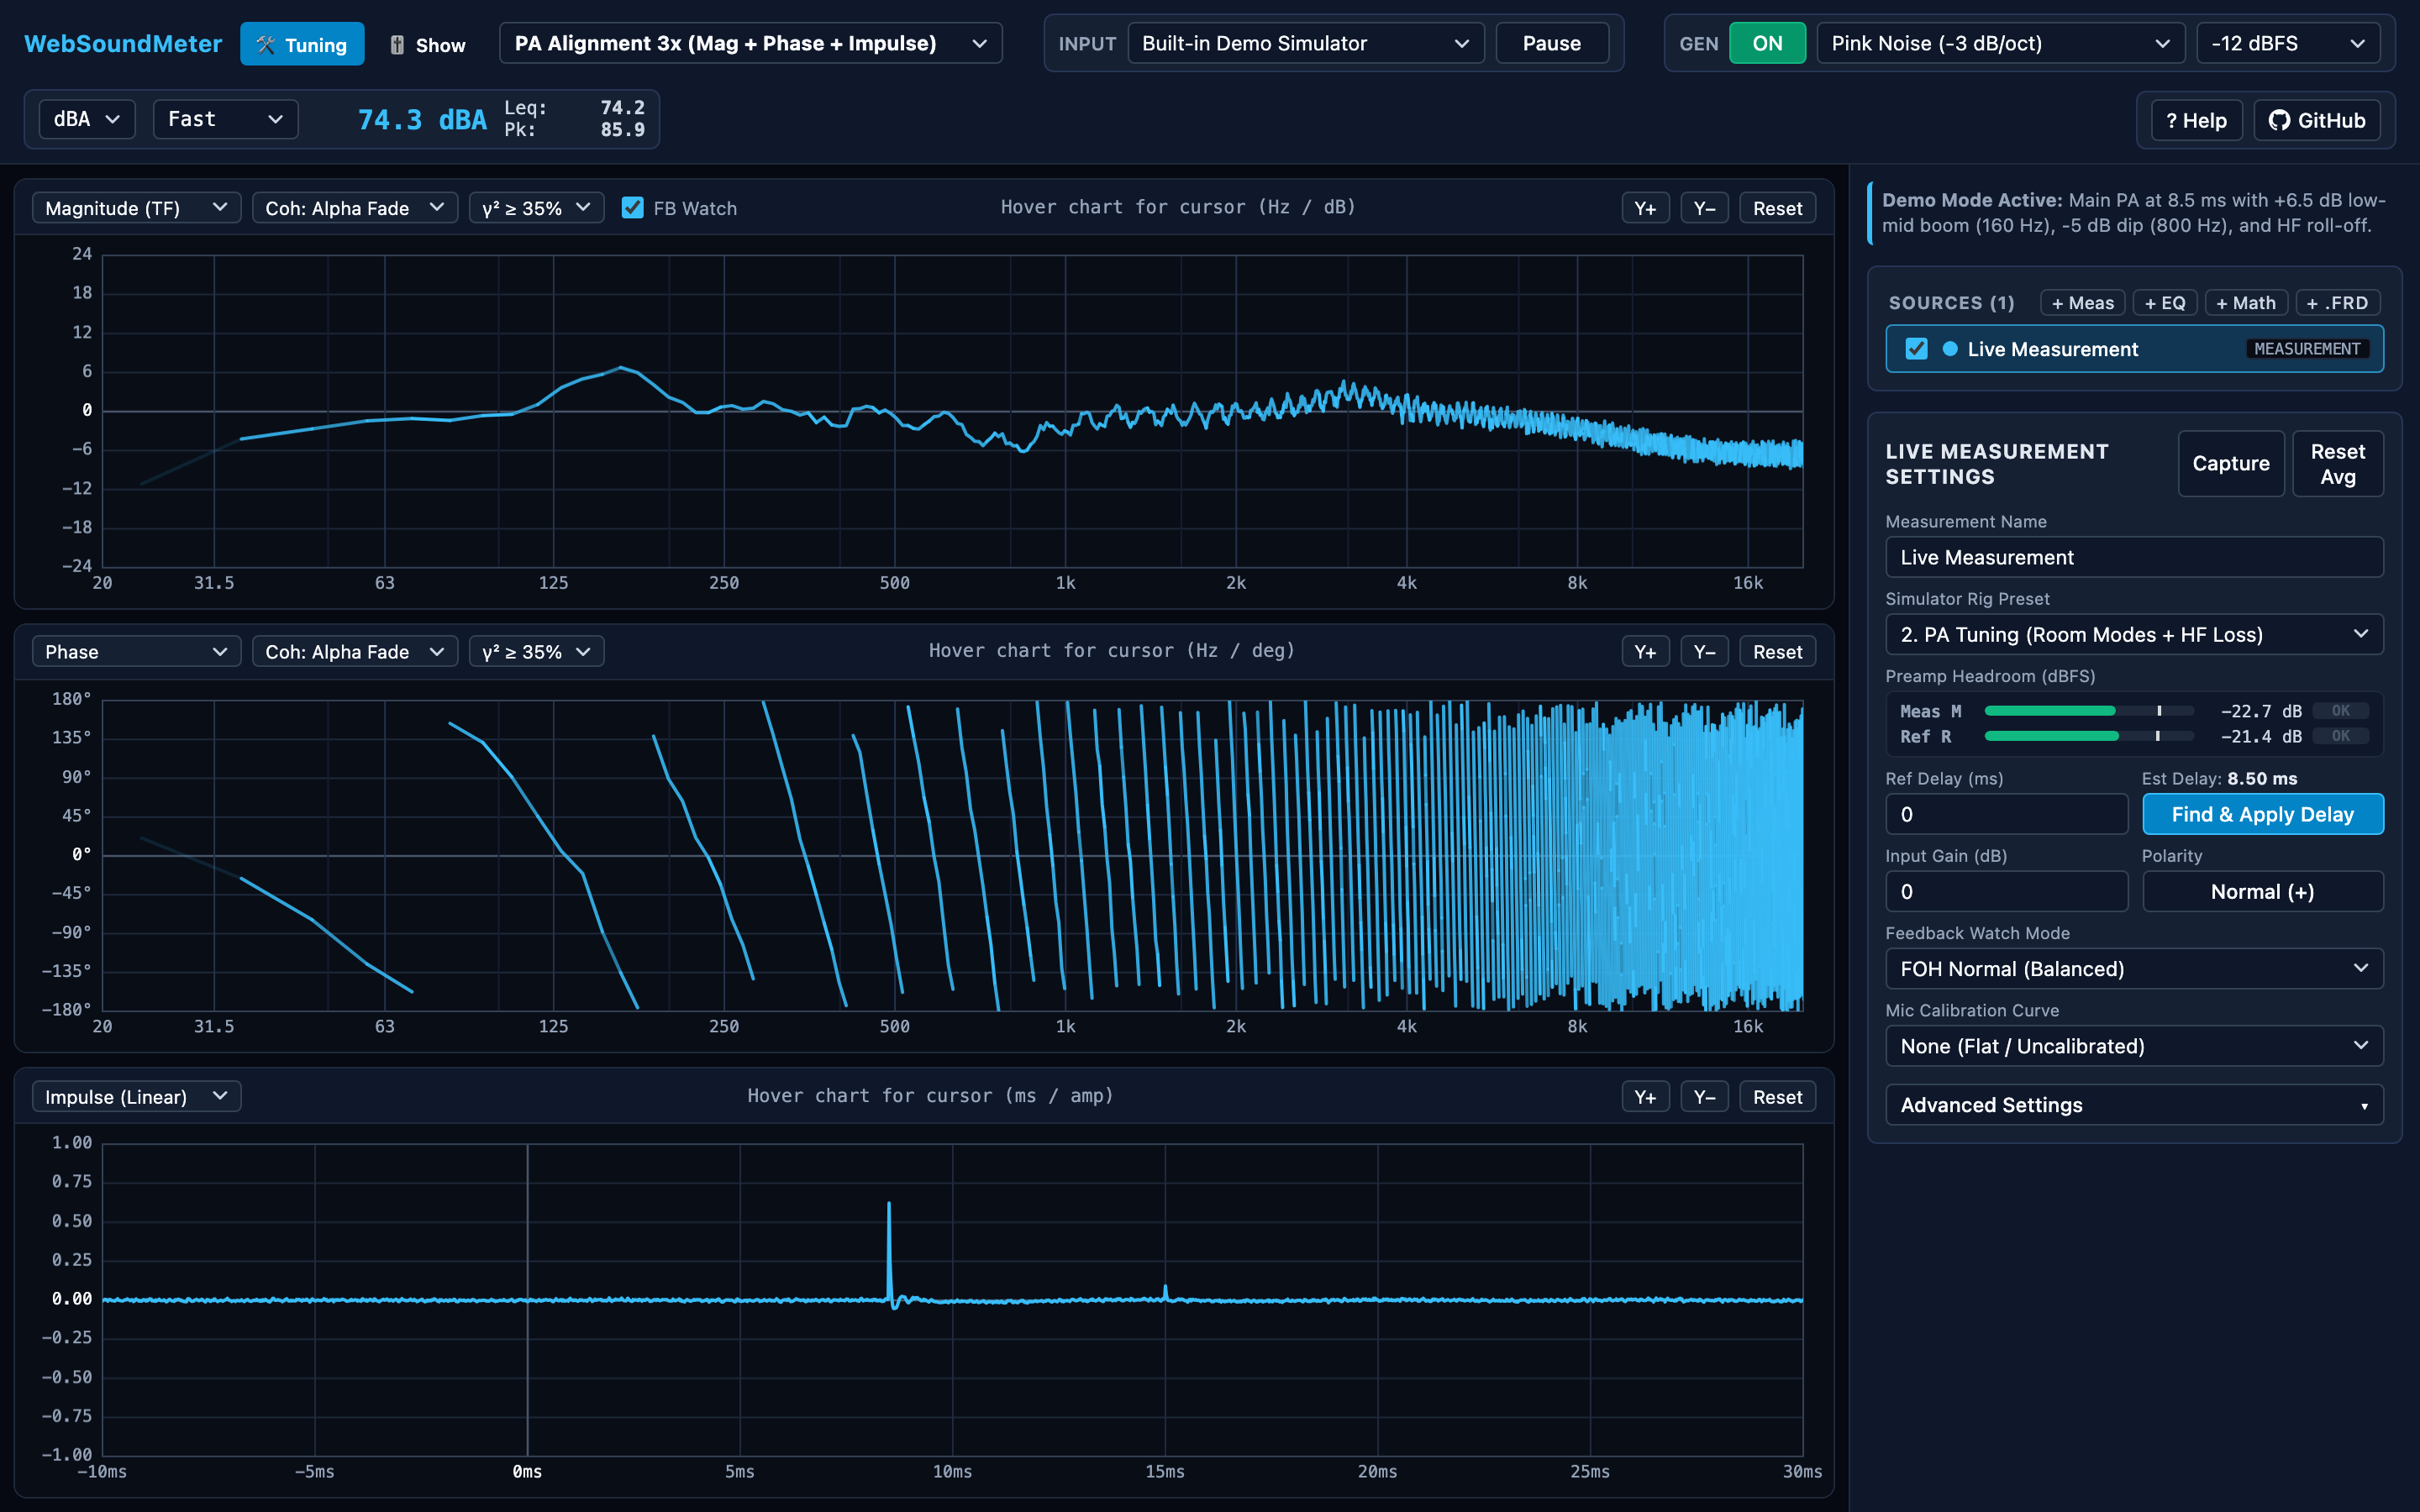 WebSoundMeter
🛠 Tuning
Show
PA Alignment 3x (Mag + Phase + Impulse)
INPUT
Built-in Demo Simulator
Pause
GEN
ON
Pink Noise (-3 dB/oct)
-12 dBFS
dBA
Fast
74.3 dBA
Leq: 74.2
Pk: 85.9
? Help
GitHub
Magnitude (TF)
Coh: Alpha Fade
γ² ≥ 35%
FB Watch
Hover chart for cursor (Hz / dB)
Y+
Y−
Reset
24
18
12
6
0
−6
−12
−18
−24
20 31.5 63 125 250 500 1k 2k 4k 8k 16k
Phase
Coh: Alpha Fade
γ² ≥ 35%
Hover chart for cursor (Hz / deg)
Y+
Y−
Reset
180°
135°
90°
45°
0°
−45°
−90°
−135°
−180°
20 31.5 63 125 250 500 1k 2k 4k 8k 16k
Impulse (Linear)
Hover chart for cursor (ms / amp)
Y+
Y−
Reset
1.00
0.75
0.50
0.25
0.00
−0.25
−0.50
−0.75
−1.00
−10ms −5ms 0ms 5ms 10ms 15ms 20ms 25ms 30ms
Demo Mode Active: Main PA at 8.5 ms with +6.5 dB low-
mid boom (160 Hz), -5 dB dip (800 Hz), and HF roll-off.
SOURCES (1)
+ Meas
+ EQ
+ Math
+ .FRD
Live Measurement
MEASUREMENT
LIVE MEASUREMENT
SETTINGS
Capture
Reset
Avg
Measurement Name
Live Measurement
Simulator Rig Preset
2. PA Tuning (Room Modes + HF Loss)
Preamp Headroom (dBFS)
Meas M −22.7 dB OK
Ref R −21.4 dB OK
Ref Delay (ms)
Est Delay: 8.50 ms
0
Find & Apply Delay
Input Gain (dB)
Polarity
0
Normal (+)
Feedback Watch Mode
FOH Normal (Balanced)
Mic Calibration Curve
None (Flat / Uncalibrated)
Advanced Settings